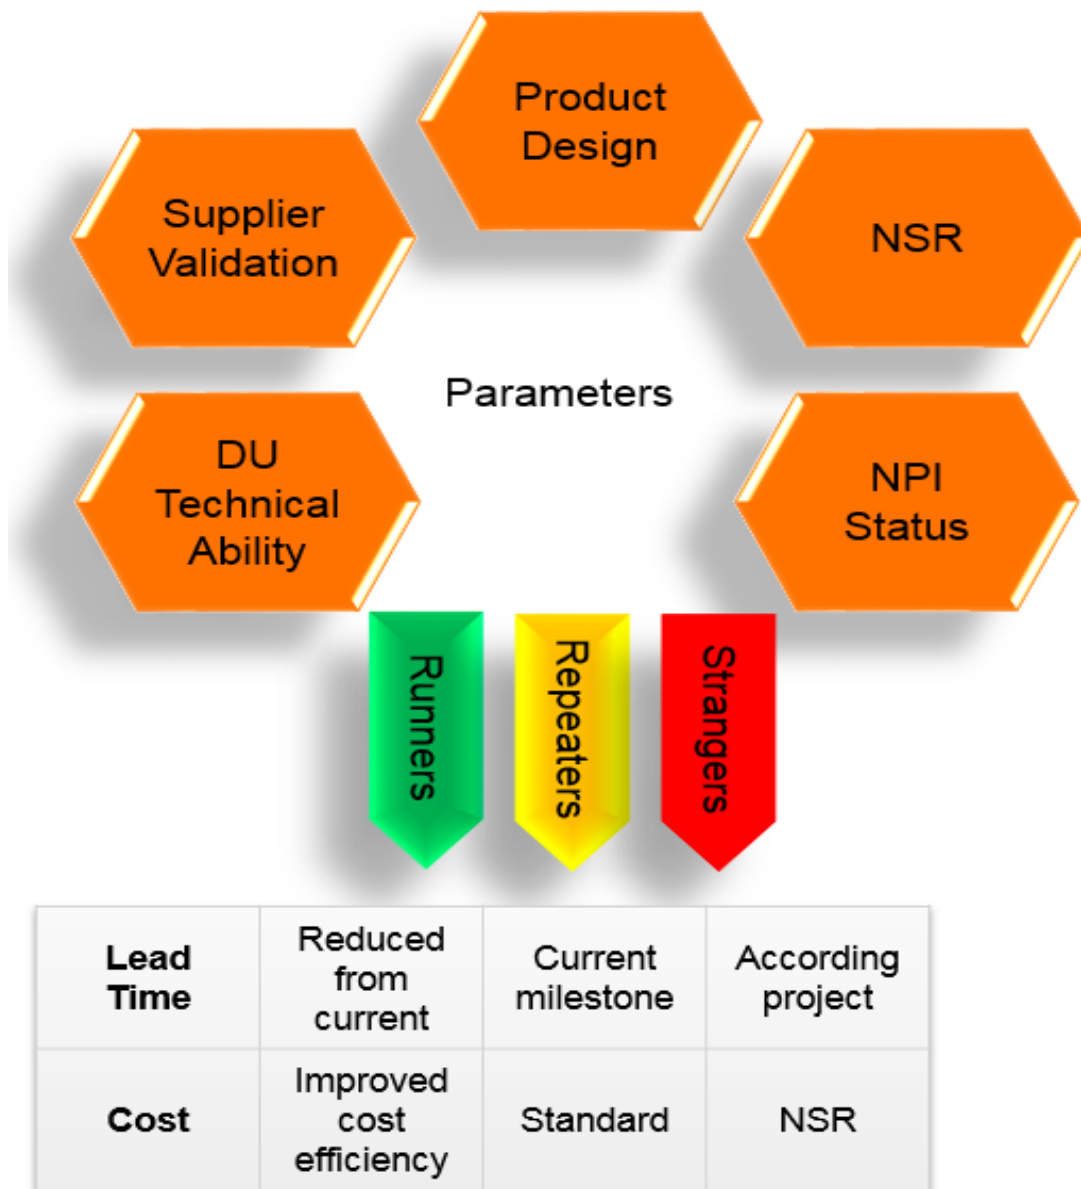 Product
Design
Supplier
Validation
NSR
Parameters
DU
Technical
Ability
NPI
Status
Runners
Repeaters
Strangers
Lead
Time
Reduced
from
current
Current
milestone
According
project
Cost
Improved
cost
efficiency
Standard
NSR